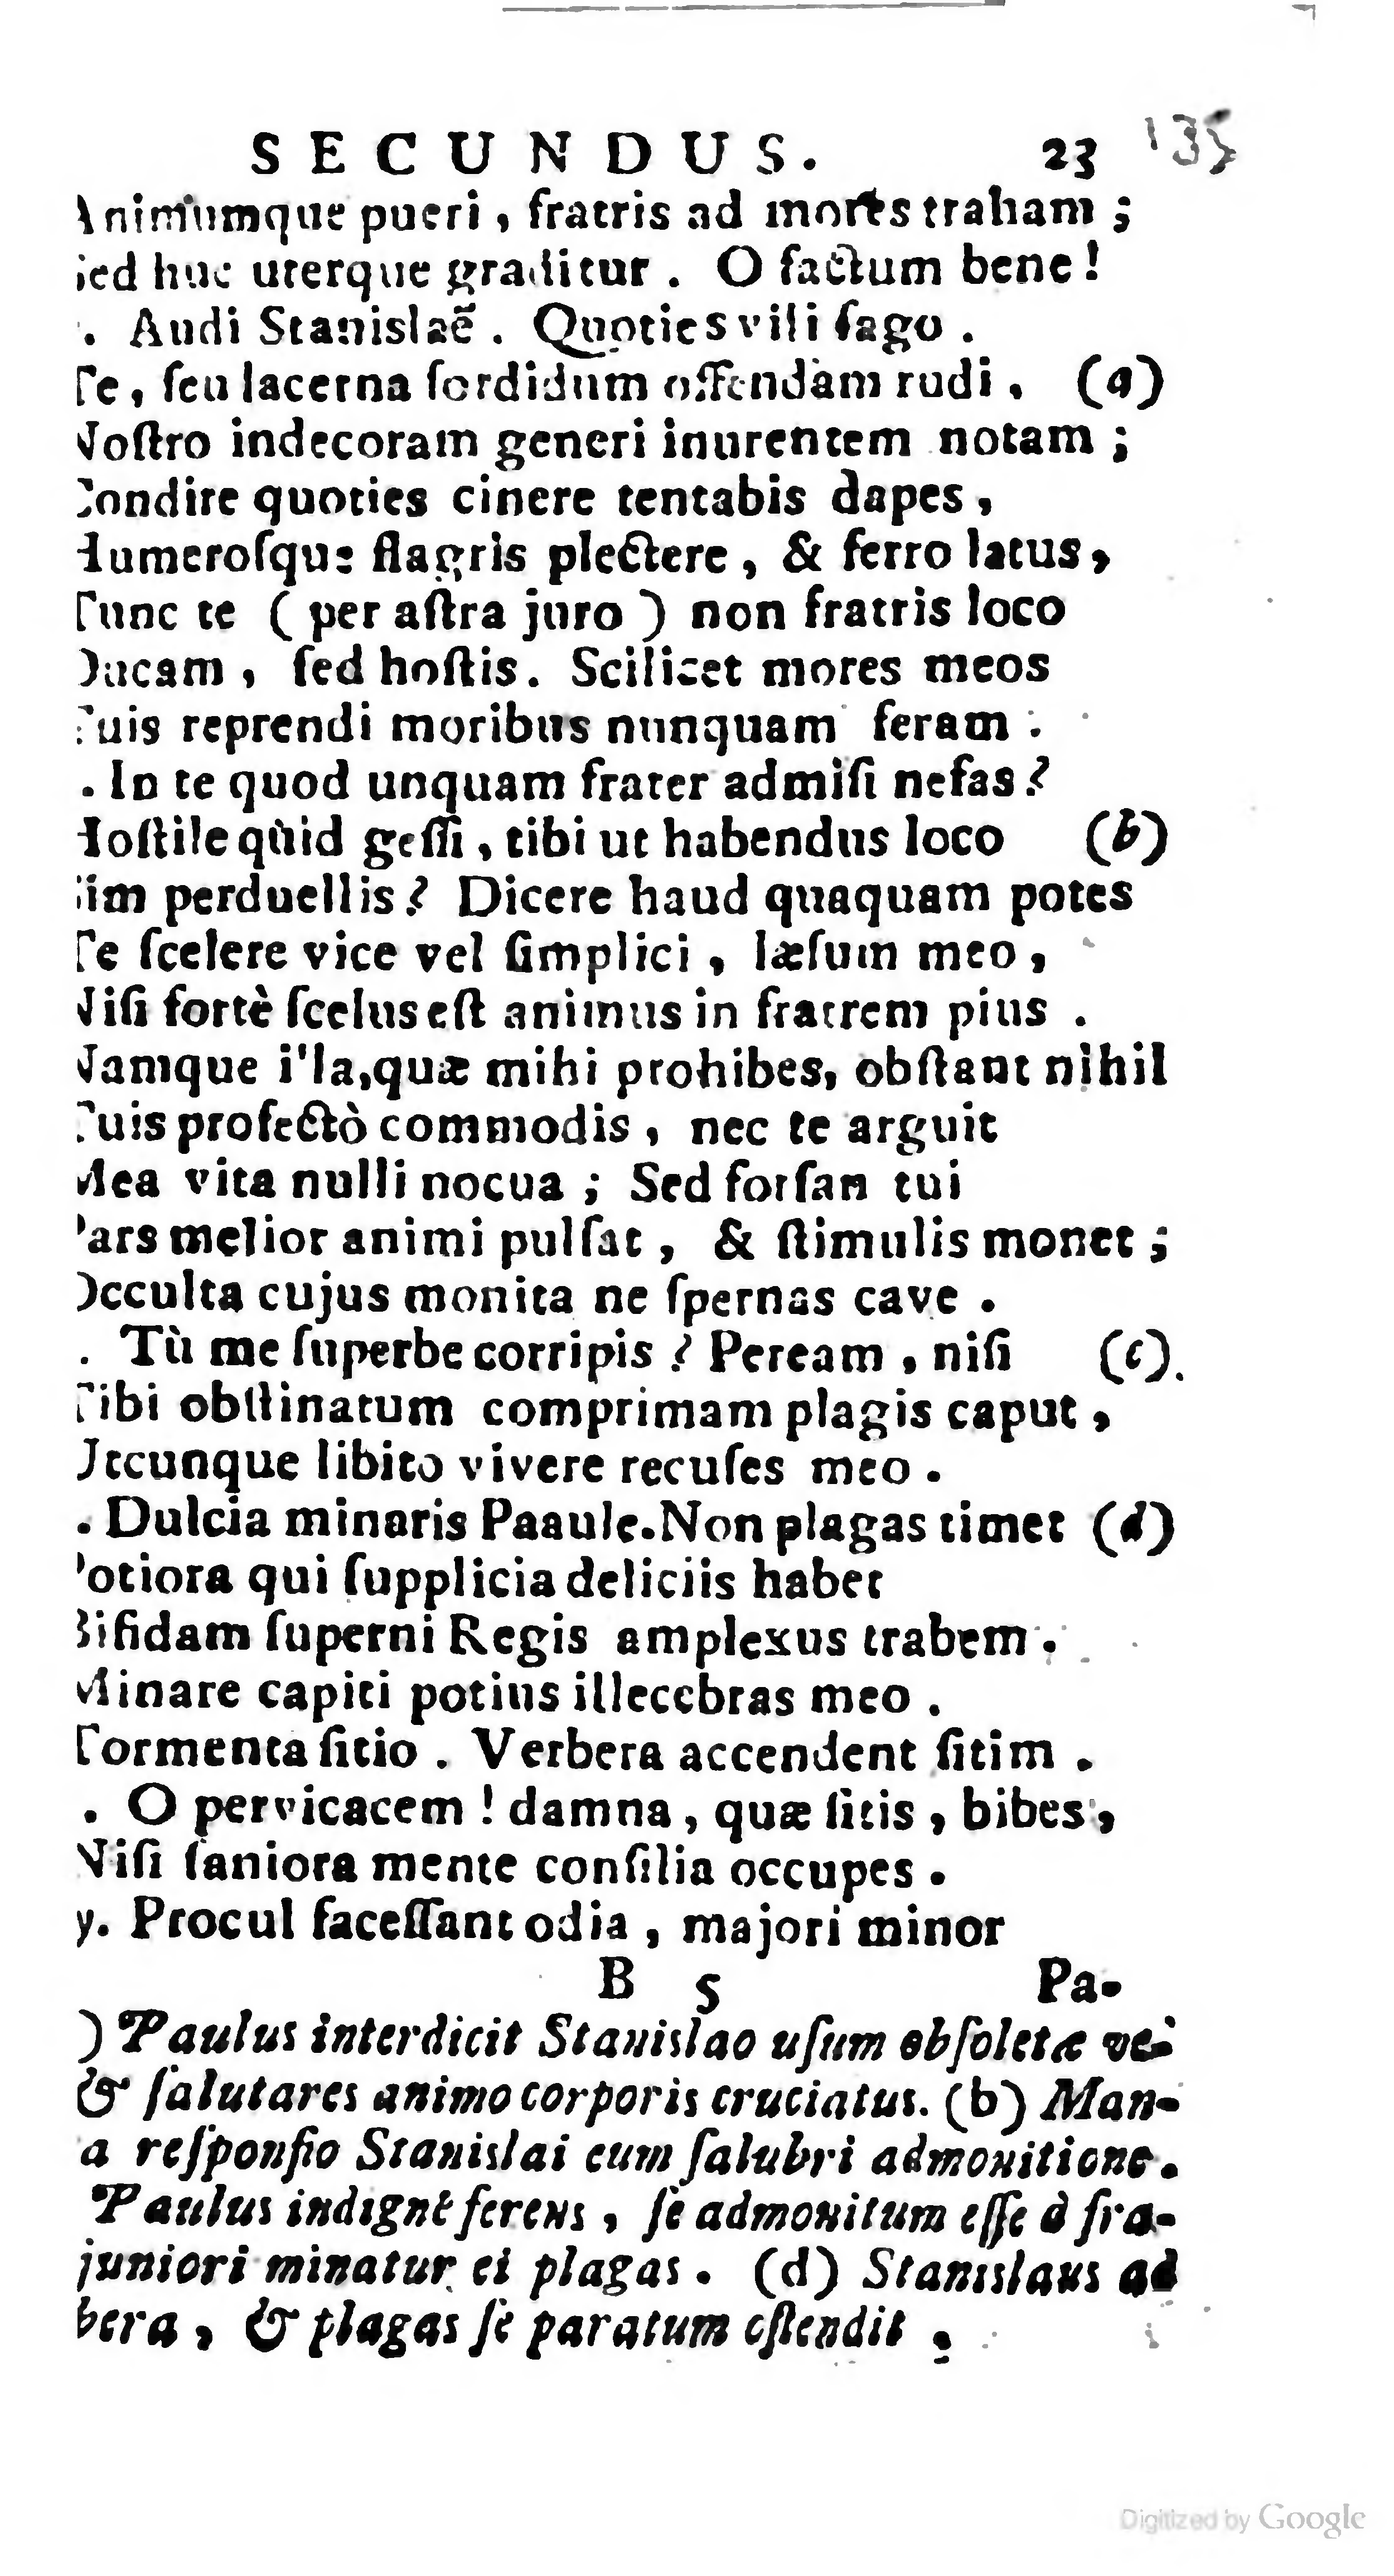 SECUNDUS. 23 135
Animumque pueri, fratris ad mores traham;
Sed huc uterque graditur. O factum bene!
. Audi Stanislaë. Quoties vili ſago.
Te, ſeu lacerna ſordidum offendam rudi, (a)
Noſtro indecoram generi inurentem notam;
Condire quoties cinere tentabis dapes,
Humeroſque flagris plectere, & ferro latus,
Tunc te (per aſtra juro) non fratris loco
Ducam, ſed hoſtis. Scilicet mores meos
Tuis reprendi moribus nunquam feram.
. In te quod unquam frater admiſi nefas?
Hoſtile quid geſſi, tibi ut habendus loco (b)
Sim perduellis? Dicere haud quaquam potes
Te ſcelere vice vel ſimplici, læſum meo,
Niſi fortè ſcelus eſt animus in fratrem pius.
Namque i'la, quæ mihi prohibes, obſtant nihil
Tuis profectò commodis, nec te arguit
Mea vita nulli nocua; Sed forſan tui
Pars melior animi pulſat, & ſtimulis monet;
Occulta cujus monita ne ſpernas cave.
. Tù me ſuperbe corripis? Peream, niſi (c).
Tibi obſtinatum comprimam plagis caput,
Utcunque libito vivere recuſes meo.
. Dulcia minaris Paaule. Non plagas timet (d)
Potiora qui ſupplicia deliciis habet
Bifidam ſuperni Regis amplexus trabem.
Minare capiti potius illecebras meo.
Tormenta ſitio. Verbera accendent ſitim.
. O pervicacem! damna, quæ ſitis, bibes,
Niſi ſaniora mente conſilia occupes.
y. Procul faceſſant odia, majori minor
B 5 Pa-
) Paulus interdicit Stanislao uſum obſoletæ ve-
& ſalutares animo corporis cruciatus. (b) Man-
a reſponſio Stanislai cum ſalubri admonitione.
Paulus indignè ferens, ſè admonitum eſſe à fra-
juniori minatur ei plagas. (d) Stanislaus ad
bera, & plagas ſe paratum oſtendit.
Digitized by Google